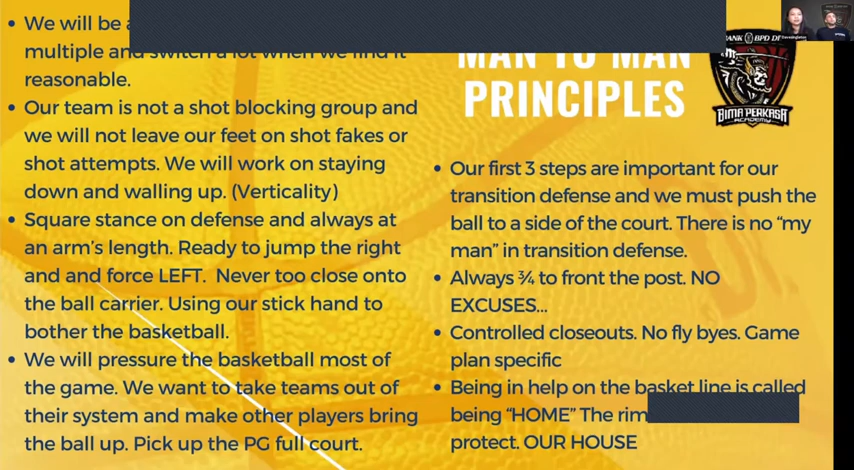 We will be
multiple and switch a lot when we find it
reasonable.
Our team is not a shot blocking group and
we will not leave our feet on shot fakes or
shot attempts. We will work on staying
down and walling up. (Verticality)
Square stance on defense and always at
an arm's length. Ready to jump the right
and and force LEFT. Never too close onto
the ball carrier. Using our stick hand to
bother the basketball.
We will pressure the basketball most of
the game. We want to take teams out of
their system and make other players bring
the ball up. Pick up the PG full court.
MAN TO MAN
PRINCIPLES
Our first 3 steps are important for our
transition defense and we must push the
ball to a side of the court. There is no “my
man” in transition defense.
Always ¾ to front the post. NO
EXCUSES...
Controlled closeouts. No fly byes. Game
plan specific
Being in help on the basket line is called
being “HOME” The rim
protect. OUR HOUSE
BANK BPD DI
BIMA PERKASA
ACADEMY